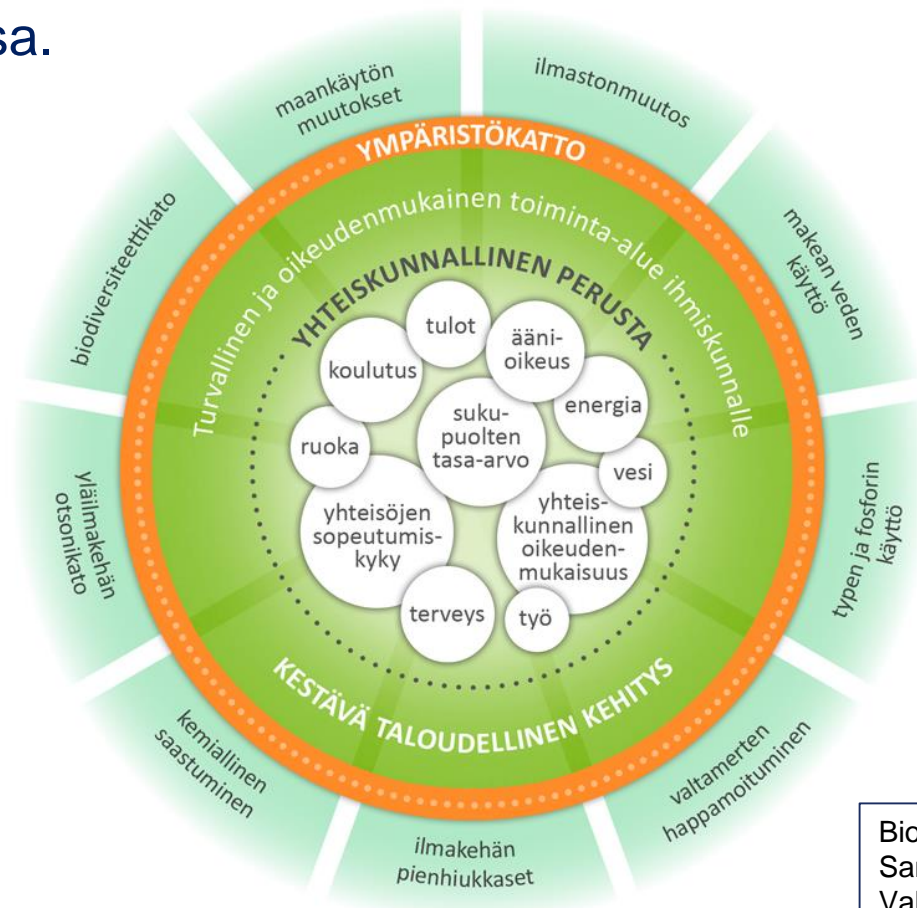 sa.
maankäytön
muutokset
ilmastonmuutos
makean veden
käyttö
typen ja fosforin
käyttö
valtamerten
happamoituminen
ilmakehän
pienhiukkaset
kemiallinen
saastuminen
yläilmakehän
otsonikato
biodiversiteettikato
YMPÄRISTÖKATTO
Turvallinen ja oikeudenmukainen toiminta-alue ihmiskunnalle
YHTEISKUNNALLINEN PERUSTA
tulot
ääni-
oikeus
koulutus
energia
suku-
puolten
tasa-arvo
ruoka
vesi
yhteisöjen
sopeutumis-
kyky
yhteis-
kunnallinen
oikeuden-
mukaisuus
terveys
työ
KESTÄVÄ TALOUDELLINEN KEHITYS